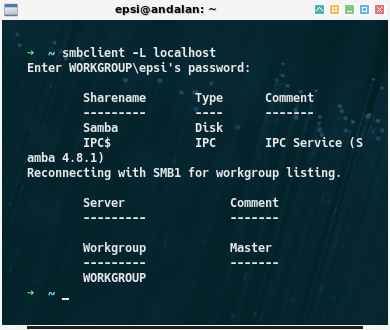 epsi@andalan: ~
➜  ~ smbclient -L localhost
Enter WORKGROUP\epsi's password:
Sharename       Type      Comment
---------       ----      -------
Samba           Disk
IPC$            IPC       IPC Service (S
amba 4.8.1)
Reconnecting with SMB1 for workgroup listing.
Server               Comment
---------            -------
Workgroup            Master
---------            -------
WORKGROUP
➜  ~